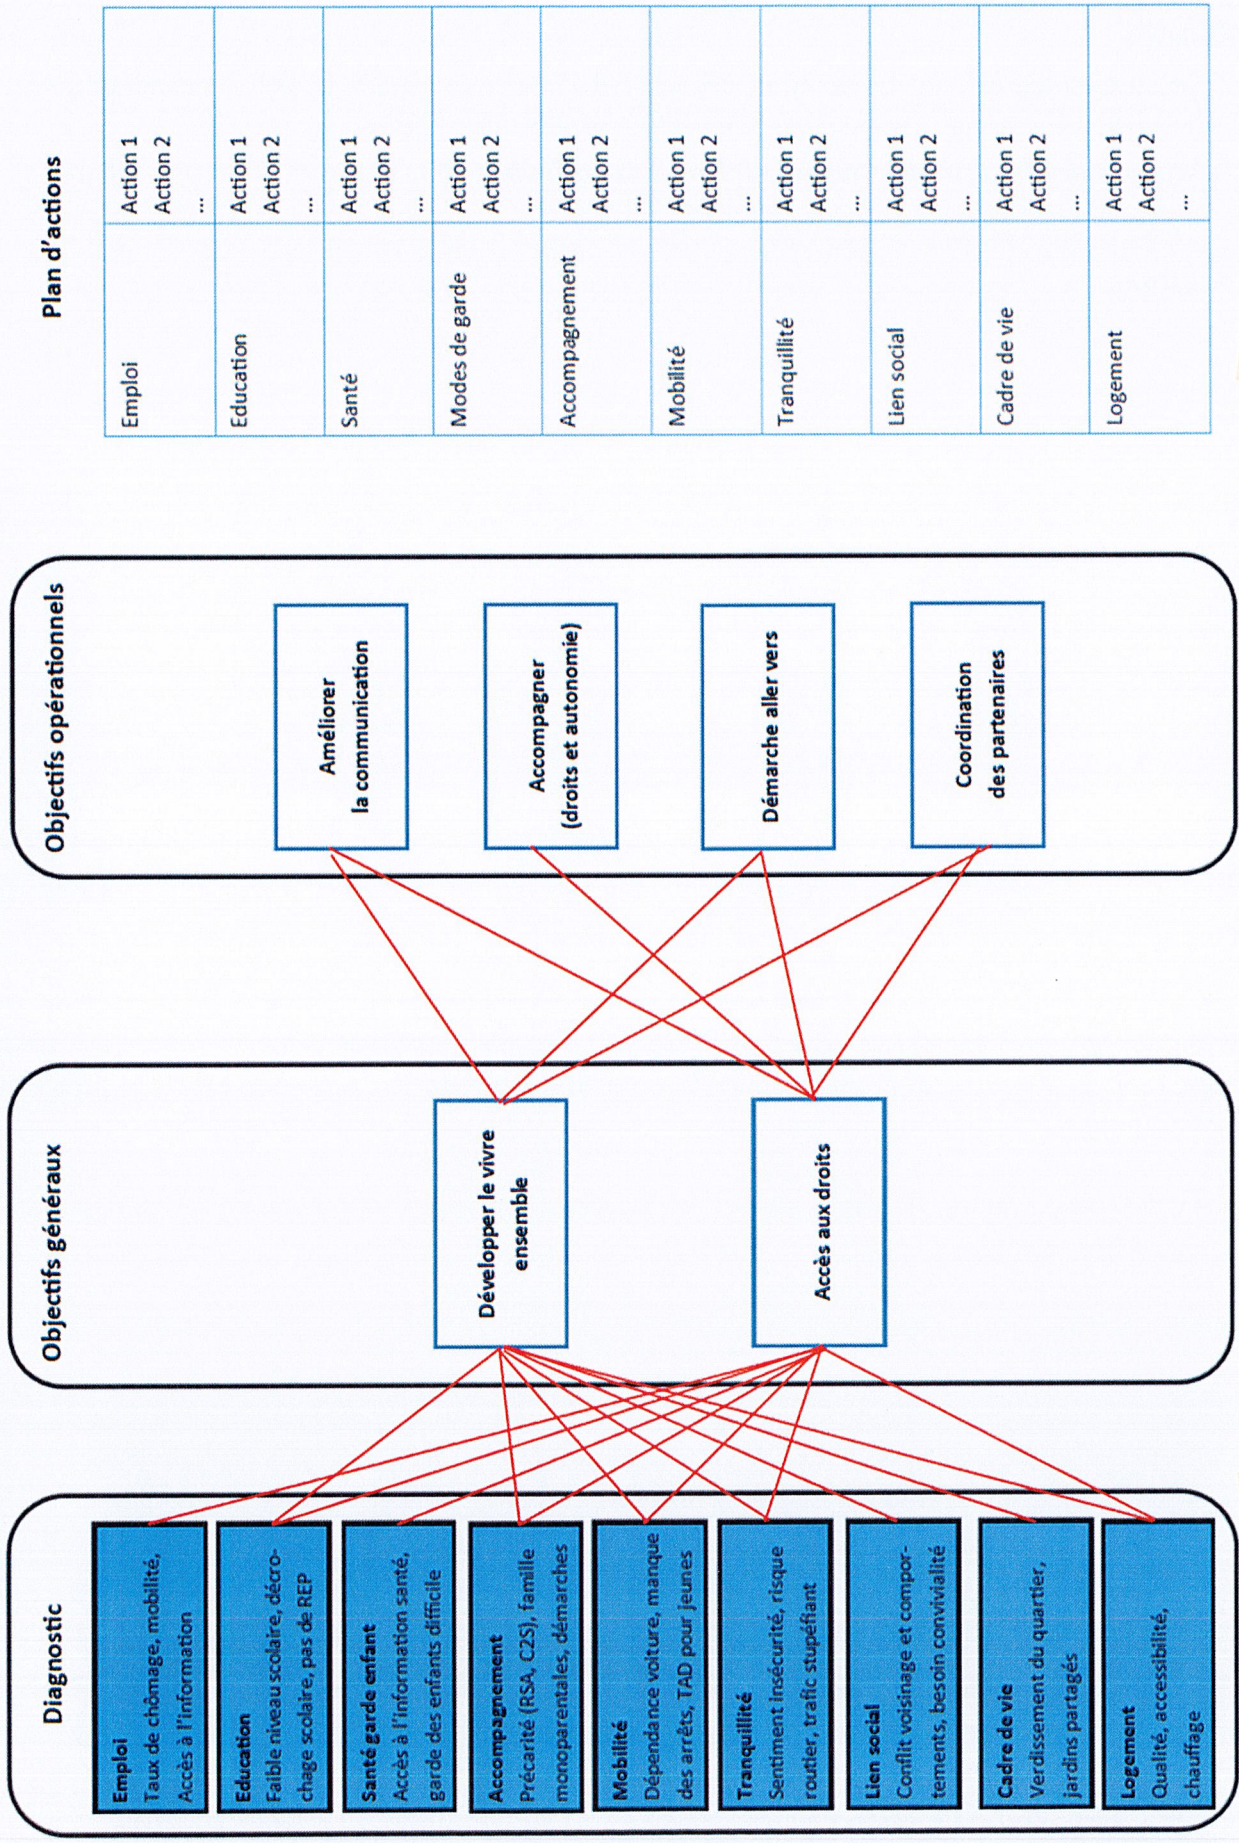 Diagnostic
Emploi
Taux de chômage, mobilité,
Accès à l'information
Education
Faible niveau scolaire, décro-
chage scolaire, pas de REP
Santé garde enfant
Accès à l'information santé,
garde des enfants difficile
Accompagnement
Précarité (RSA, C2S), famille
monoparentales, démarches
Mobilité
Dépendance voiture, manque
des arrêts, TAD pour jeunes
Tranquillité
Sentiment insécurité, risque
routier, trafic stupéfiant
Lien social
Conflit voisinage et compor-
tements, besoin convivialité
Cadre de vie
Verdissement du quartier,
jardins partagés
Logement
Qualité, accessibilité,
chauffage
Objectifs généraux
Développer le vivre
ensemble
Accès aux droits
Objectifs opérationnels
Améliorer
la communication
Accompagner
(droits et autonomie)
Démarche aller vers
Coordination
des partenaires
Plan d'actions
Emploi
Action 1
Action 2
...
Education
Action 1
Action 2
...
Santé
Action 1
Action 2
...
Modes de garde
Action 1
Action 2
...
Accompagnement
Action 1
Action 2
...
Mobilité
Action 1
Action 2
...
Tranquillité
Action 1
Action 2
...
Lien social
Action 1
Action 2
...
Cadre de vie
Action 1
Action 2
...
Logement
Action 1
Action 2
...